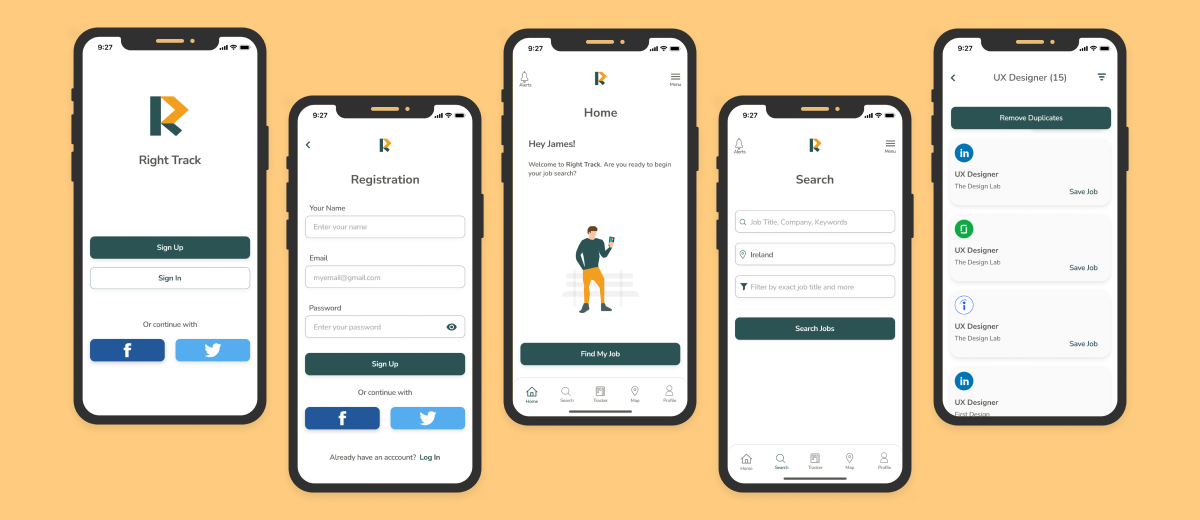 9:27
Right Track
Sign Up
Sign In
Or continue with
9:27
Registration
Your Name
Enter your name
Email
myemail@gmail.com
Password
Enter your password
Sign Up
Or continue with
Already have an acccount? Log In
9:27
Alerts
Menu
Home
Hey James!
Welcome to Right Track. Are you ready to begin
your job search?
Find My Job
Home Search Tracker Map Profile
9:27
Alerts
Menu
Search
Job Title, Company, Keywords
Ireland
Filter by exact job title and more
Search Jobs
Home Search Tracker Map Profile
9:27
UX Designer (15)
Remove Duplicates
in
UX Designer
The Design Lab
Save Job
UX Designer
The Design Lab
Save Job
UX Designer
The Design Lab
Save Job
in
UX Designer
First Design